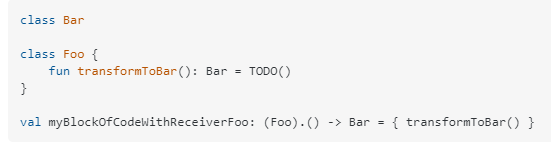 class Bar
class Foo {
    fun transformToBar(): Bar = TODO()
}
val myBlockOfCodeWithReceiverFoo: (Foo).() -> Bar = { transformToBar() }